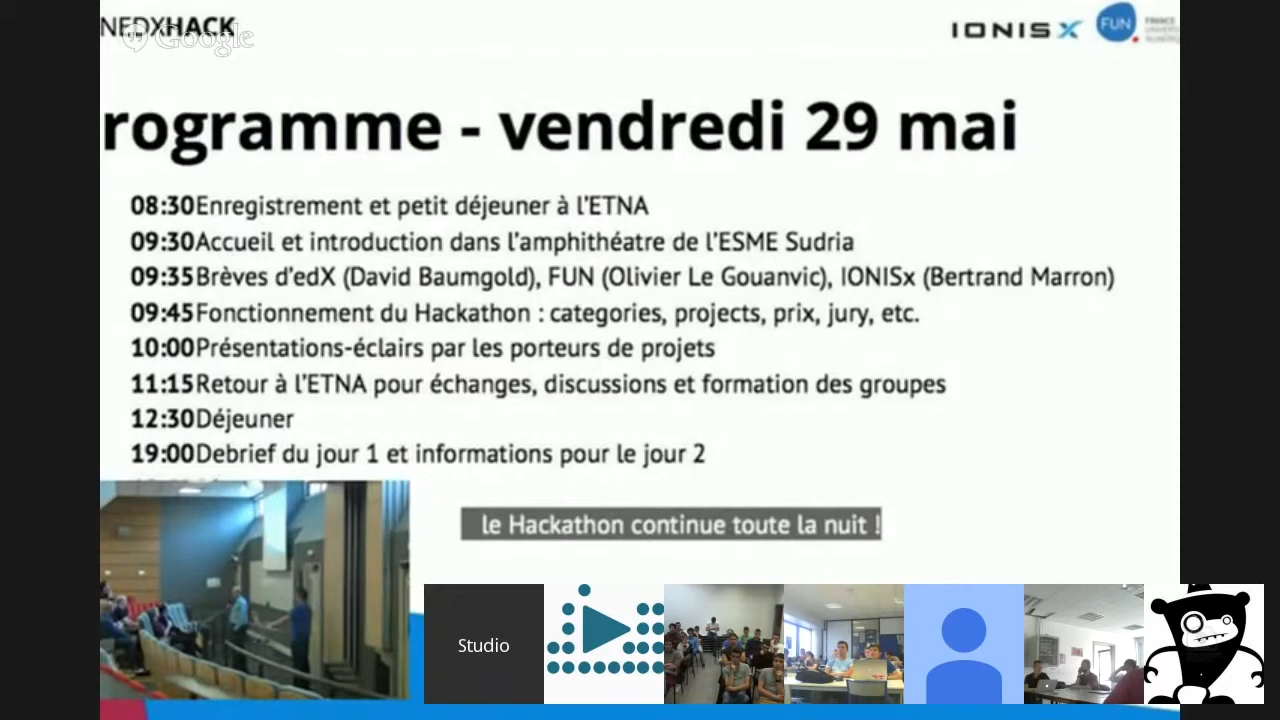 NEDXHACK
Google
IONIS X
FUN
FRANCE
rogramme - vendredi 29 mai
08:30 Enregistrement et petit déjeuner à l'ETNA
09:30 Accueil et introduction dans l'amphithéatre de l'ESME Sudria
09:35 Brèves d'edX (David Baumgold), FUN (Olivier Le Gouanvic), IONISx (Bertrand Marron)
09:45 Fonctionnement du Hackathon : categories, projects, prix, jury, etc.
10:00 Présentations-éclairs par les porteurs de projets
11:15 Retour à l'ETNA pour échanges, discussions et formation des groupes
12:30 Déjeuner
19:00 Debrief du jour 1 et informations pour le jour 2
le Hackathon continue toute la nuit !
Studio